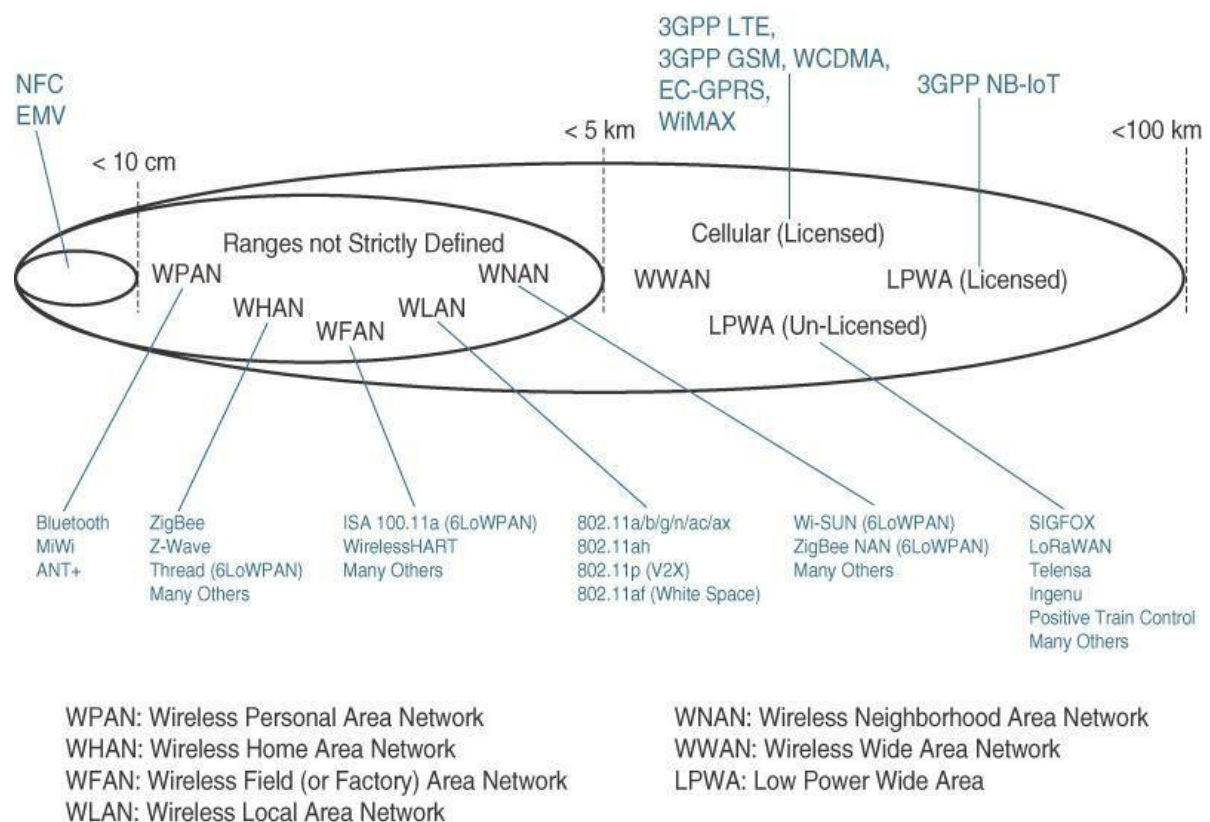 3GPP LTE,
3GPP GSM, WCDMA,
EC-GPRS,
WiMAX
3GPP NB-IoT
NFC
EMV
< 10 cm
< 5 km
<100 km
Ranges not Strictly Defined
WPAN
WHAN
WFAN
WLAN
WNAN
WWAN
Cellular (Licensed)
LPWA (Licensed)
LPWA (Un-Licensed)
Bluetooth
MiWi
ANT+
ZigBee
Z-Wave
Thread (6LoWPAN)
Many Others
ISA 100.11a (6LoWPAN)
WirelessHART
Many Others
802.11a/b/g/n/ac/ax
802.11ah
802.11p (V2X)
802.11af (White Space)
Wi-SUN (6LoWPAN)
ZigBee NAN (6LoWPAN)
Many Others
SIGFOX
LoRaWAN
Telensa
Ingenu
Positive Train Control
Many Others
WPAN: Wireless Personal Area Network
WHAN: Wireless Home Area Network
WFAN: Wireless Field (or Factory) Area Network
WLAN: Wireless Local Area Network
WNAN: Wireless Neighborhood Area Network
WWAN: Wireless Wide Area Network
LPWA: Low Power Wide Area